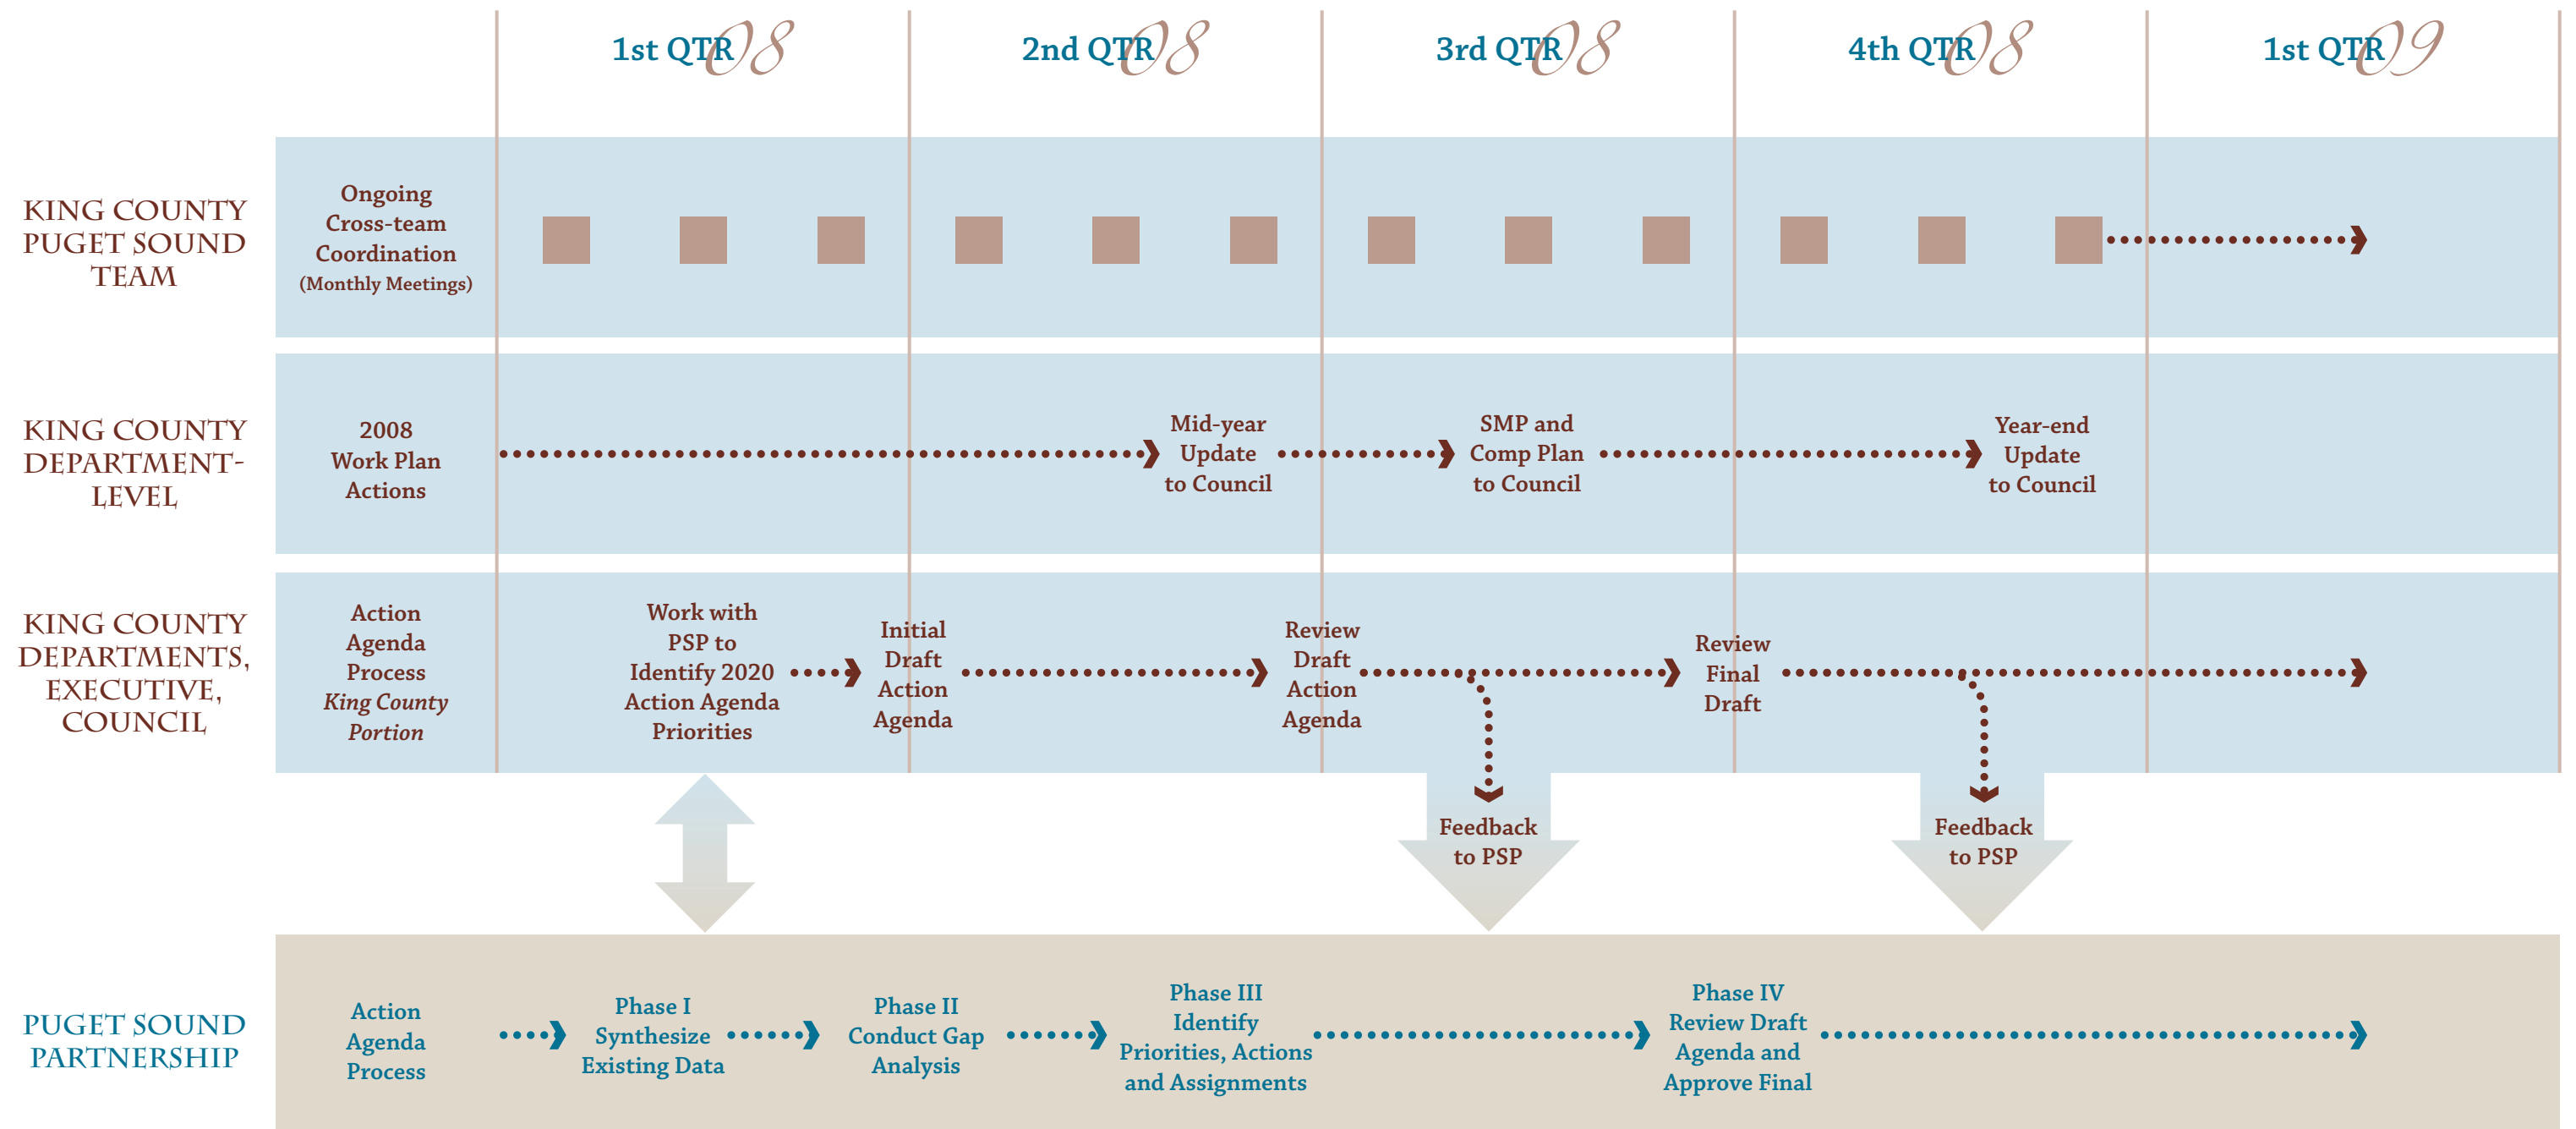 1st QTR 08
2nd QTR 08
3rd QTR 08
4th QTR 08
1st QTR 09
KING COUNTY
PUGET SOUND
TEAM
Ongoing
Cross-team
Coordination
(Monthly Meetings)
KING COUNTY
DEPARTMENT-
LEVEL
2008
Work Plan
Actions
Mid-year
Update
to Council
SMP and
Comp Plan
to Council
Year-end
Update
to Council
KING COUNTY
DEPARTMENTS,
EXECUTIVE,
COUNCIL
Action
Agenda
Process
King County
Portion
Work with
PSP to
Identify 2020
Action Agenda
Priorities
Initial
Draft
Action
Agenda
Review
Draft
Action
Agenda
Review
Final
Draft
Feedback
to PSP
Feedback
to PSP
PUGET SOUND
PARTNERSHIP
Action
Agenda
Process
Phase I
Synthesize
Existing Data
Phase II
Conduct Gap
Analysis
Phase III
Identify
Priorities, Actions
and Assignments
Phase IV
Review Draft
Agenda and
Approve Final